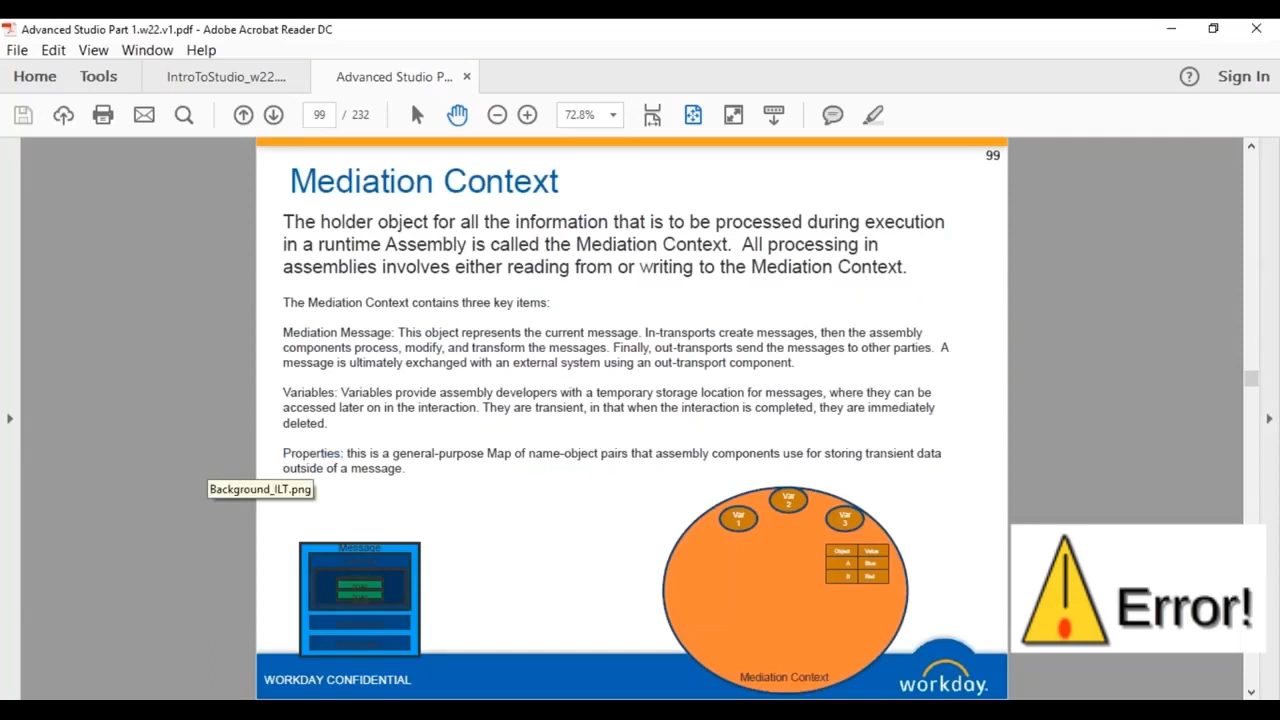 Advanced Studio Part 1.w22.v1.pdf - Adobe Acrobat Reader DC
File Edit View Window Help
Home Tools IntroToStudio_w22.... Advanced Studio P... × Sign In
99 / 232 72.8%
99
Mediation Context
The holder object for all the information that is to be processed during execution
in a runtime Assembly is called the Mediation Context. All processing in
assemblies involves either reading from or writing to the Mediation Context.
The Mediation Context contains three key items:
Mediation Message: This object represents the current message. In-transports create messages, then the assembly
components process, modify, and transform the messages. Finally, out-transports send the messages to other parties. A
message is ultimately exchanged with an external system using an out-transport component.
Variables: Variables provide assembly developers with a temporary storage location for messages, where they can be
accessed later on in the interaction. They are transient, in that when the interaction is completed, they are immediately
deleted.
Properties: this is a general-purpose Map of name-object pairs that assembly components use for storing transient data
outside of a message.
Background_ILT.png
Var
1
Var
2
Var
3
Object Value
A Blue
B Red
Message
Error!
Mediation Context
WORKDAY CONFIDENTIAL
workday.